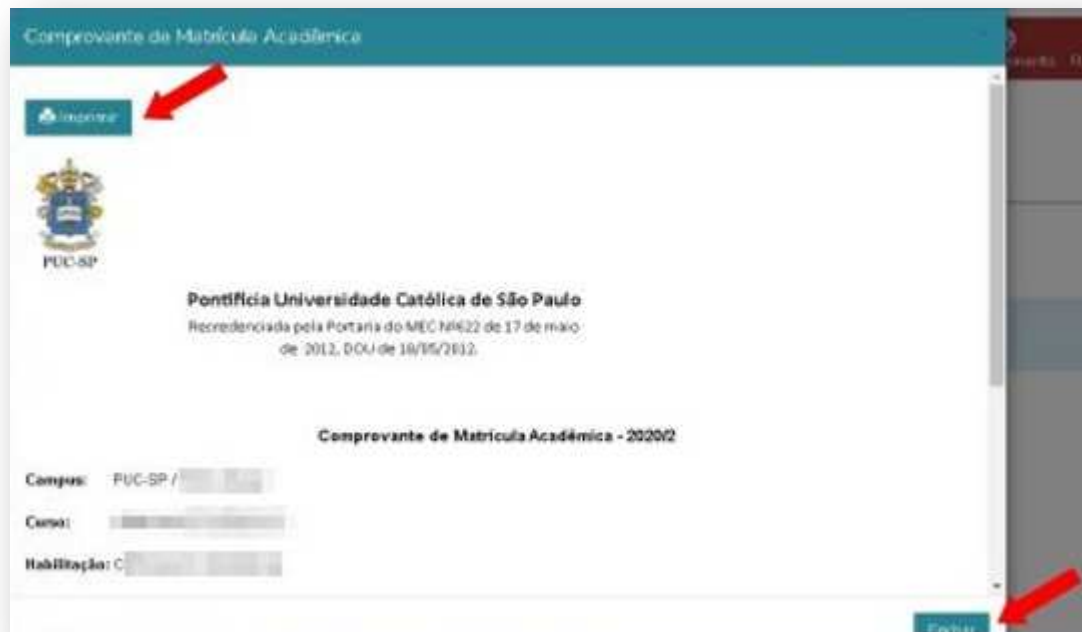 Comprovante de Matrícula Acadêmica
Imprimir
PUC-SP
Pontifícia Universidade Católica de São Paulo
Recredenciada pela Portaria do MEC Nº622 de 17 de maio
de 2012, DOU de 18/05/2012.
Comprovante de Matrícula Acadêmica - 2020/2
Campus: PUC-SP /
Curso:
Habilitação: C
Fechar